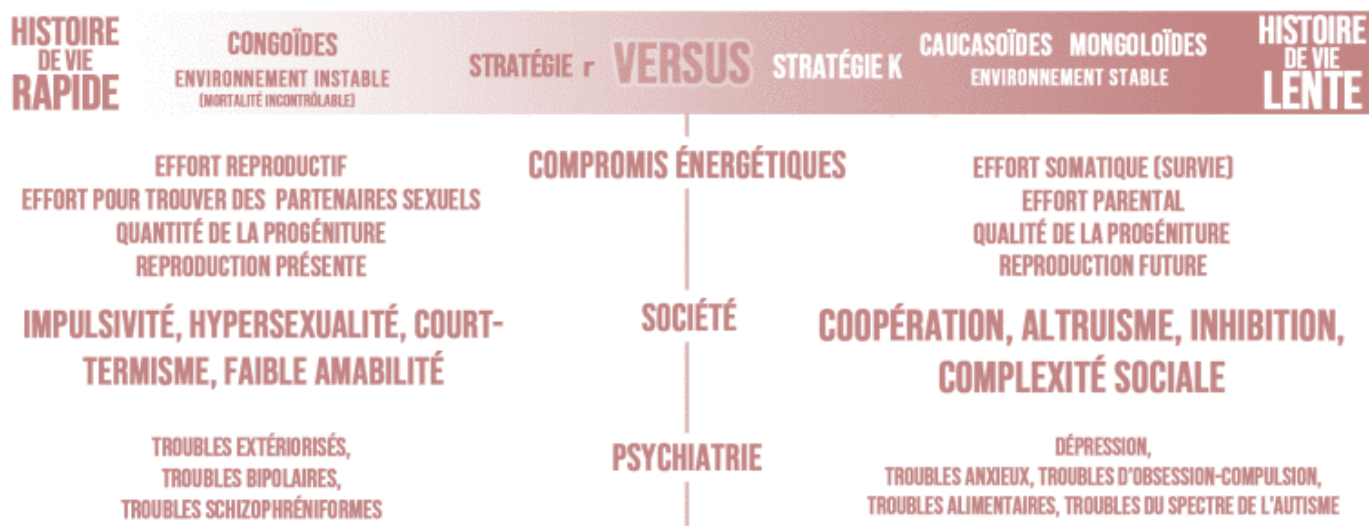 HISTOIRE
DE VIE
RAPIDE
CONGOÏDES
ENVIRONNEMENT INSTABLE
(MORTALITÉ INCONTRÔLABLE)
STRATÉGIE r
VERSUS
STRATÉGIE K
CAUCASOÏDES MONGOLOÏDES
ENVIRONNEMENT STABLE
HISTOIRE
DE VIE
LENTE
COMPROMIS ÉNERGÉTIQUES
EFFORT REPRODUCTIF
EFFORT POUR TROUVER DES PARTENAIRES SEXUELS
QUANTITÉ DE LA PROGÉNITURE
REPRODUCTION PRÉSENTE
EFFORT SOMATIQUE (SURVIE)
EFFORT PARENTAL
QUALITÉ DE LA PROGÉNITURE
REPRODUCTION FUTURE
SOCIÉTÉ
IMPULSIVITÉ, HYPERSEXUALITÉ, COURT-
TERMISME, FAIBLE AMABILITÉ
COOPÉRATION, ALTRUISME, INHIBITION,
COMPLEXITÉ SOCIALE
PSYCHIATRIE
TROUBLES EXTÉRIORISÉS,
TROUBLES BIPOLAIRES,
TROUBLES SCHIZOPHRÉNIFORMES
DÉPRESSION,
TROUBLES ANXIEUX, TROUBLES D'OBSESSION-COMPULSION,
TROUBLES ALIMENTAIRES, TROUBLES DU SPECTRE DE L'AUTISME